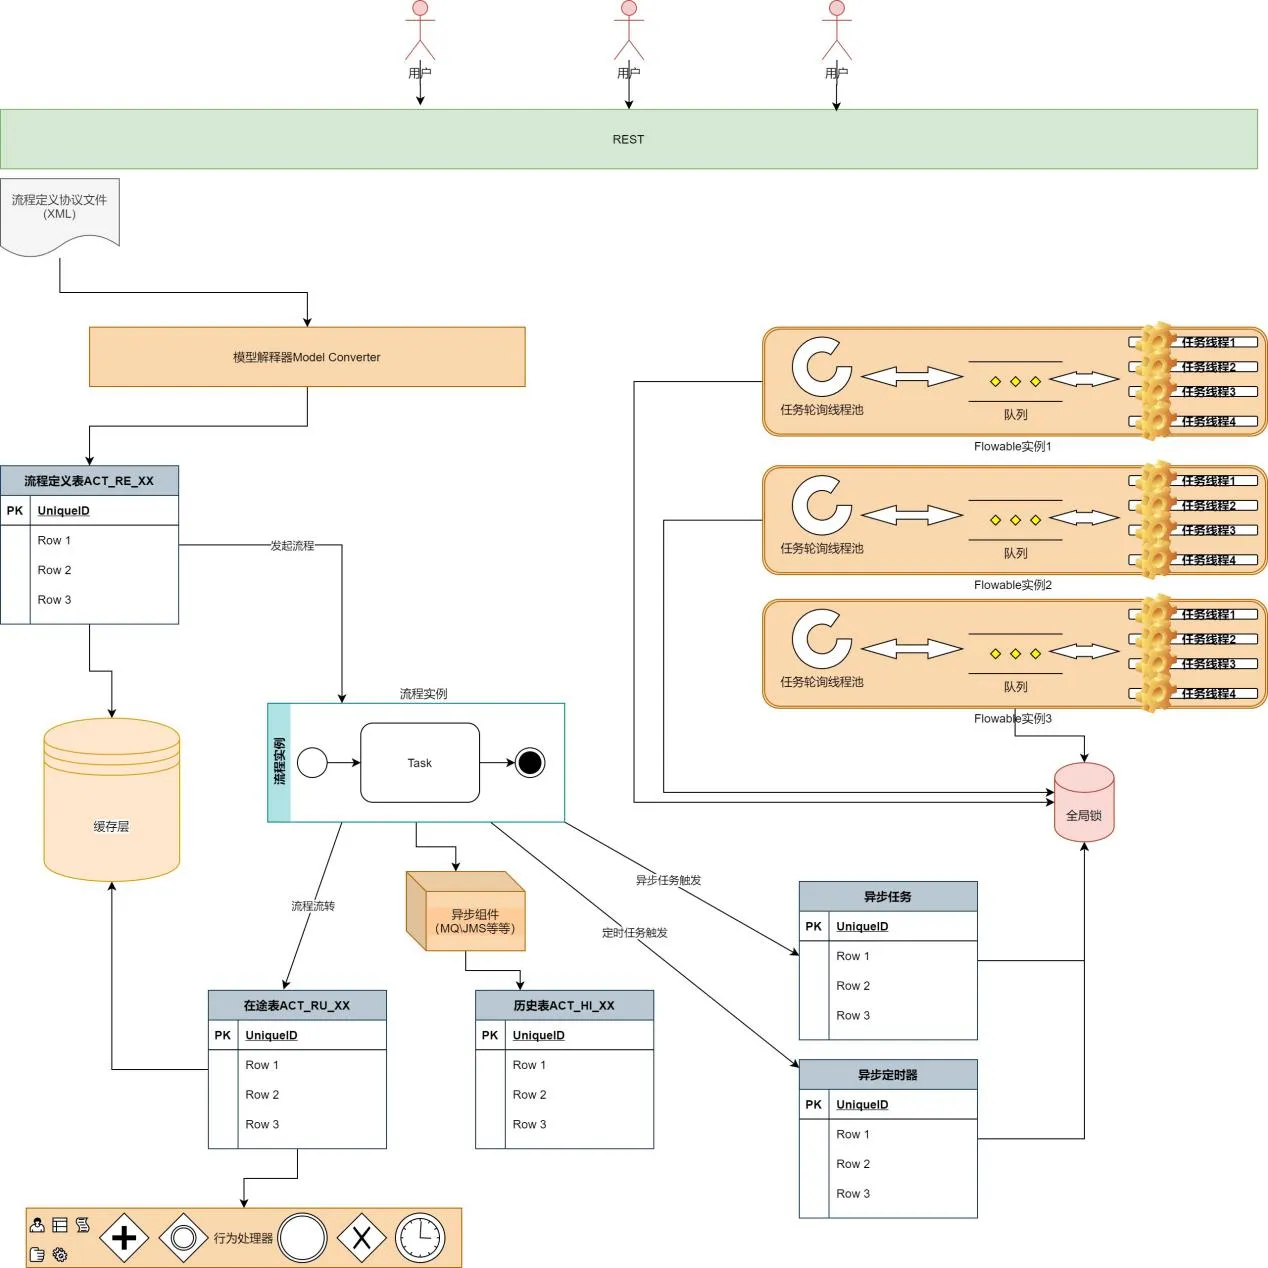 用户
用户
用户
REST
流程定义协议文件
(XML)
模型解释器Model Converter
任务轮询线程池
队列
任务线程1
任务线程2
任务线程3
任务线程4
Flowable实例1
任务轮询线程池
队列
任务线程1
任务线程2
任务线程3
任务线程4
Flowable实例2
任务轮询线程池
队列
任务线程1
任务线程2
任务线程3
任务线程4
Flowable实例3
流程定义表ACT_RE_XX
PK UniqueID
Row 1
Row 2
Row 3
发起流程
流程实例
流程实例
Task
缓存层
全局锁
流程流转
异步组件
（MQ\JMS等等）
异步任务触发
定时任务触发
异步任务
PK UniqueID
Row 1
Row 2
Row 3
在途表ACT_RU_XX
PK UniqueID
Row 1
Row 2
Row 3
历史表ACT_HI_XX
PK UniqueID
Row 1
Row 2
Row 3
异步定时器
PK UniqueID
Row 1
Row 2
Row 3
行为处理器